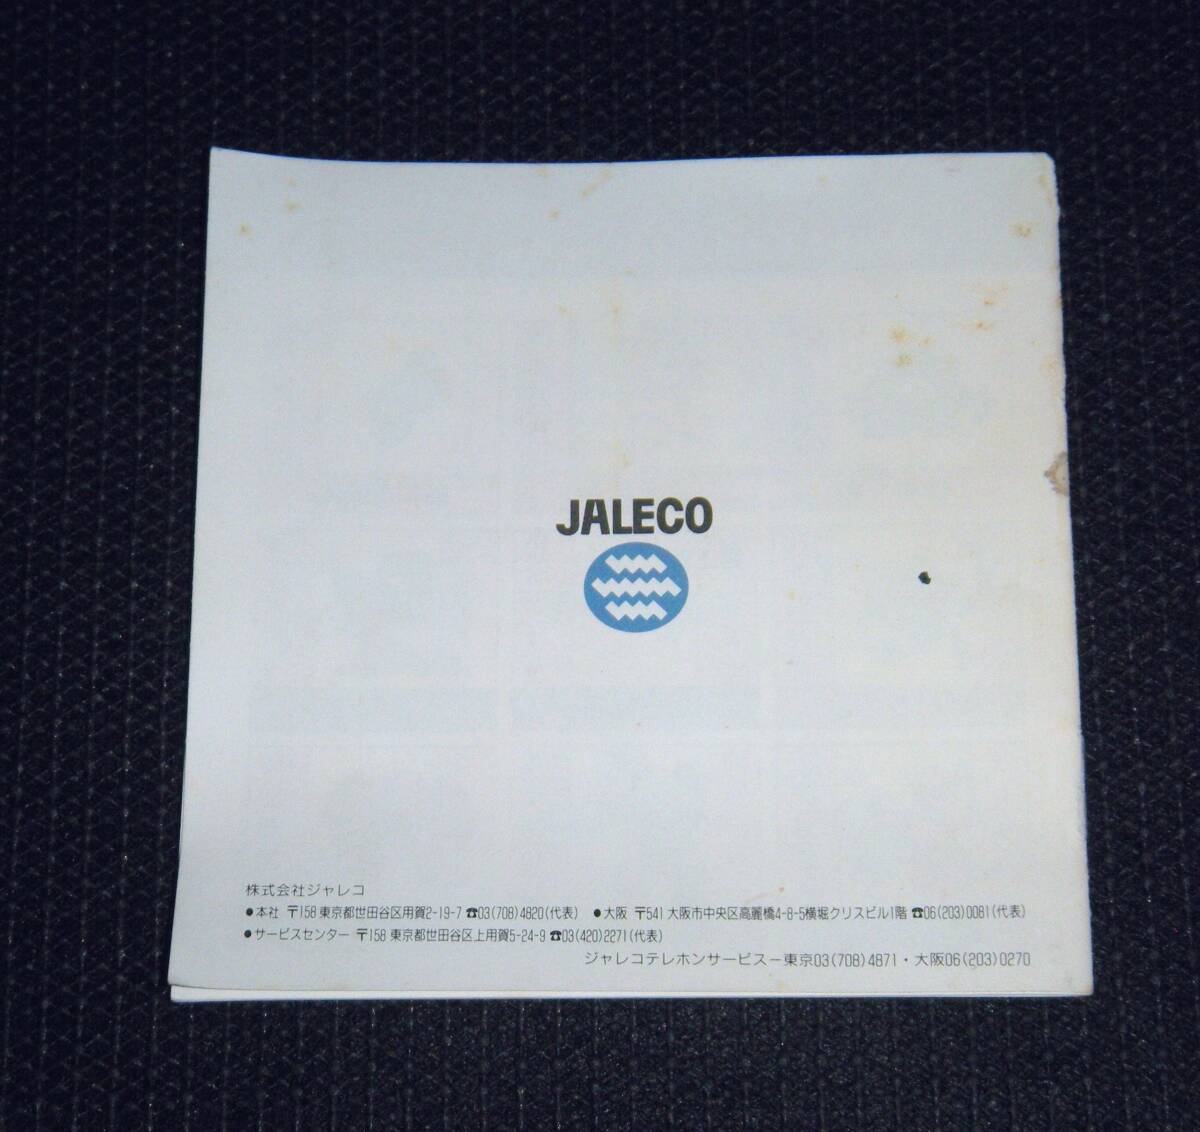 JALECO
株式会社ジャレコ
●本社 〒158 東京都世田谷区用賀2-19-7 ☎03(708)4820(代表) ●大阪 〒541 大阪市中央区高麗橋4-8-5横堀クリスビル1階 ☎06(203)0081(代表)
●サービスセンター 〒158 東京都世田谷区上用賀5-24-9 ☎03(420)2271(代表)
ジャレコテレホンサービス－東京03(708)4871・大阪06(203)0270